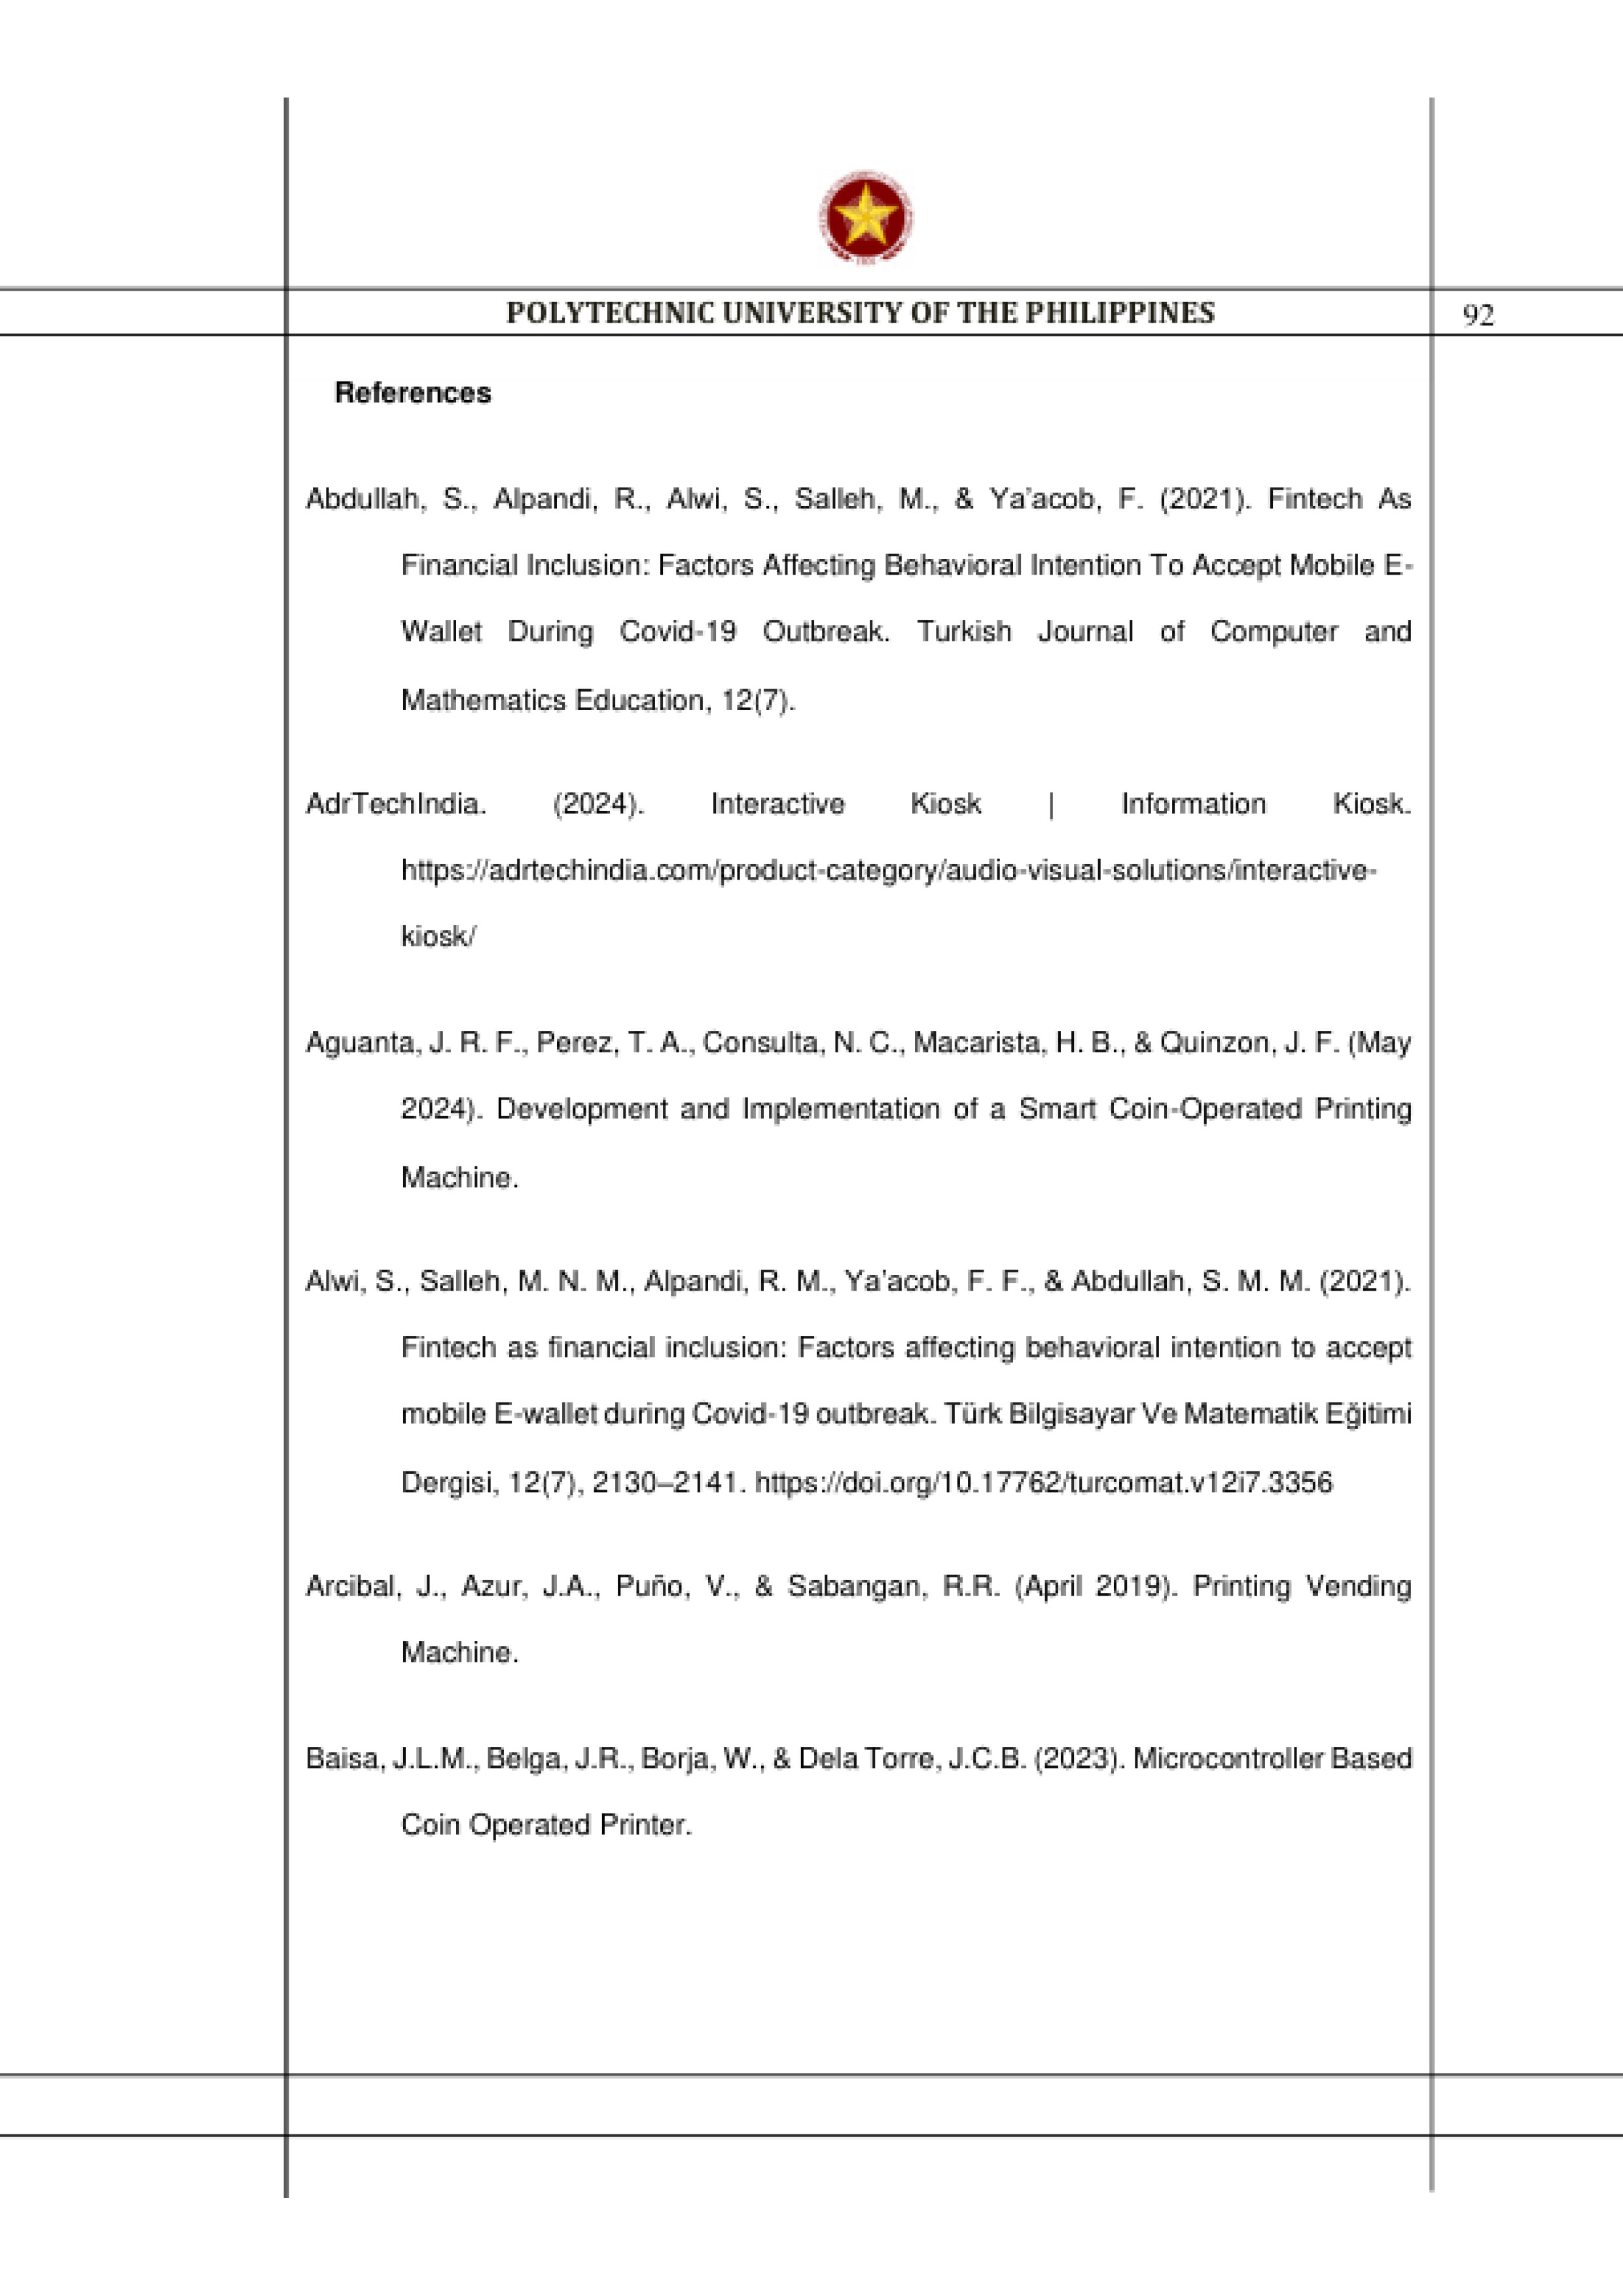 POLYTECHNIC UNIVERSITY OF THE PHILIPPINES
92
References
Abdullah, S., Alpandi, R., Alwi, S., Salleh, M., & Ya'acob, F. (2021). Fintech As
Financial Inclusion: Factors Affecting Behavioral Intention To Accept Mobile E-
Wallet During Covid-19 Outbreak. Turkish Journal of Computer and
Mathematics Education, 12(7).
AdrTechIndia. (2024). Interactive Kiosk | Information Kiosk.
https://adrtechindia.com/product-category/audio-visual-solutions/interactive-
kiosk/
Aguanta, J. R. F., Perez, T. A., Consulta, N. C., Macarista, H. B., & Quinzon, J. F. (May
2024). Development and Implementation of a Smart Coin-Operated Printing
Machine.
Alwi, S., Salleh, M. N. M., Alpandi, R. M., Ya'acob, F. F., & Abdullah, S. M. M. (2021).
Fintech as financial inclusion: Factors affecting behavioral intention to accept
mobile E-wallet during Covid-19 outbreak. Türk Bilgisayar Ve Matematik Eğitimi
Dergisi, 12(7), 2130–2141. https://doi.org/10.17762/turcomat.v12i7.3356
Arcibal, J., Azur, J.A., Puño, V., & Sabangan, R.R. (April 2019). Printing Vending
Machine.
Baisa, J.L.M., Belga, J.R., Borja, W., & Dela Torre, J.C.B. (2023). Microcontroller Based
Coin Operated Printer.